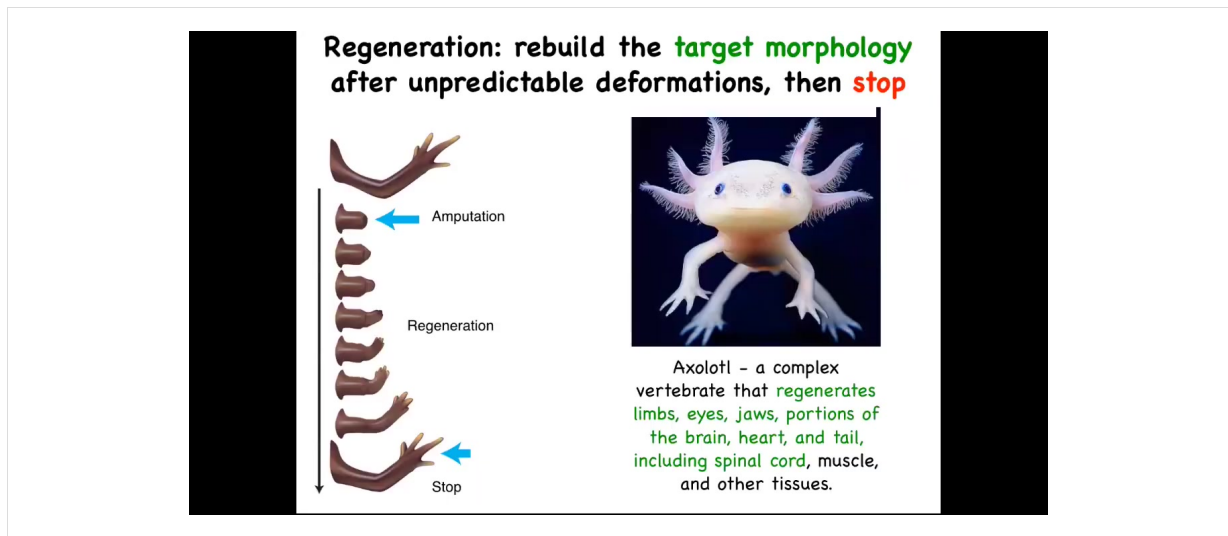 Regeneration: rebuild the target morphology
after unpredictable deformations, then stop
Amputation
Regeneration
Stop
Axolotl - a complex
vertebrate that regenerates
limbs, eyes, jaws, portions of
the brain, heart, and tail,
including spinal cord, muscle,
and other tissues.